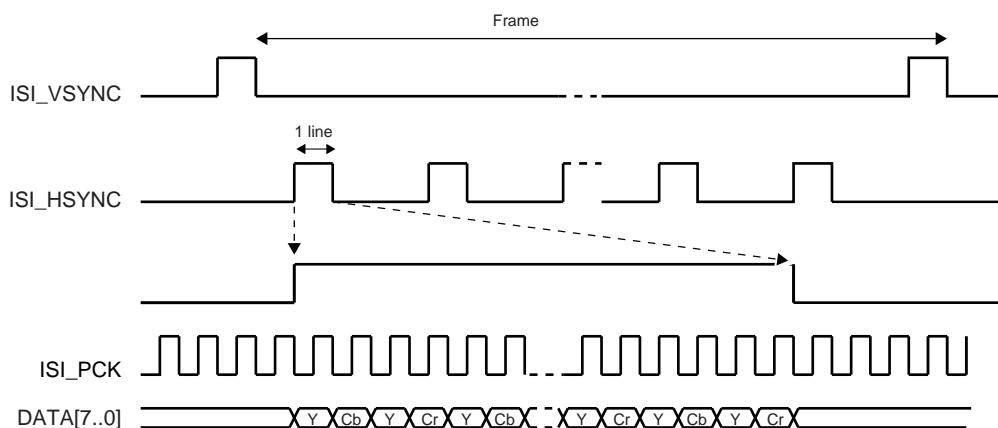 Frame
ISI_VSYNC
1 line
ISI_HSYNC
ISI_PCK
DATA[7..0] Y Cb Y Cr Y Cb Y Cr Y Cb Y Cr